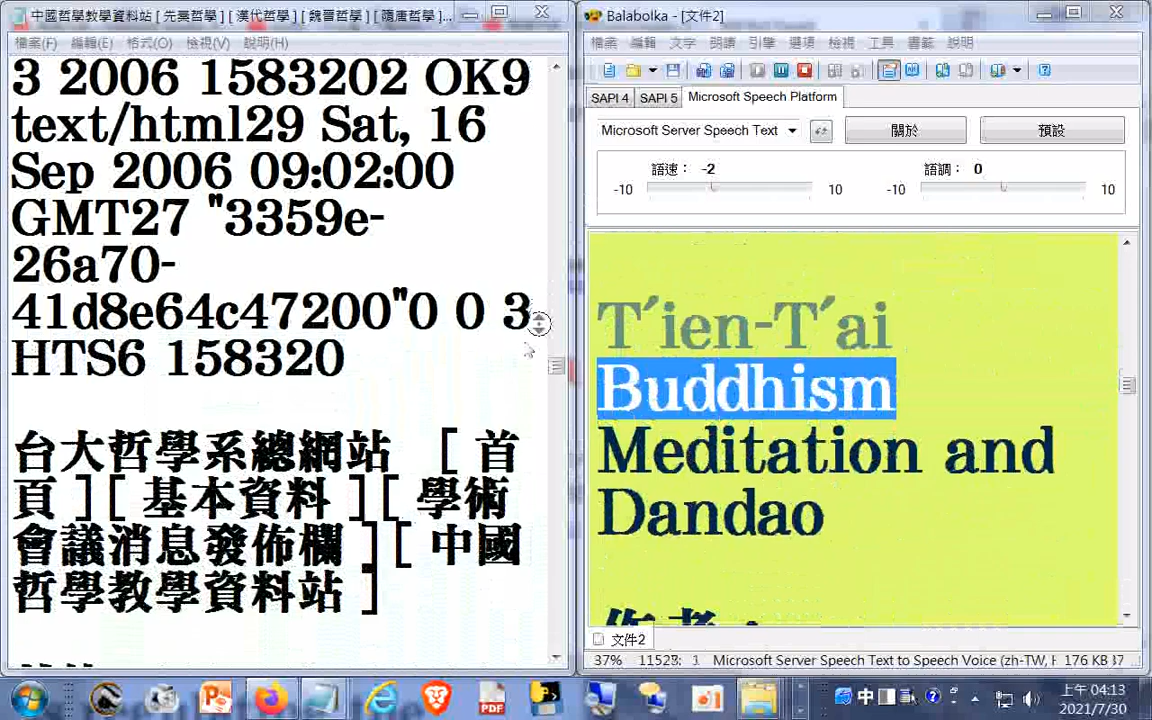 中國哲學教學資料站 [ 先秦哲學 ] [ 漢代哲學 ] [ 魏晉哲學 ] [ 隋唐哲學 ]...
檔案(F) 編輯(E) 格式(O) 檢視(V) 說明(H)
3 2006 1583202 OK9
text/html29 Sat, 16
Sep 2006 09:02:00
GMT27 "3359e-
26a70-
41d8e64c47200"0 0 3
HTS6 158320
台大哲學系總網站 [ 首
頁 ] [ 基本資料 ] [ 學術
會議消息發佈欄 ] [ 中國
哲學教學資料站 ]
Balabolka - [文件2]
檔案 編輯 文字 朗讀 引擎 選項 檢視 工具 書籤 說明
SAPI 4 SAPI 5 Microsoft Speech Platform
Microsoft Server Speech Text 關於 預設
語速： -2 語調： 0
-10 10 -10 10
T´ien-T´ai
Buddhism
Meditation and
Dandao
作者：
文件2
37% Microsoft Server Speech Text to Speech Voice (zh-TW, 176 KB
中 上午 04:13
2021/7/30